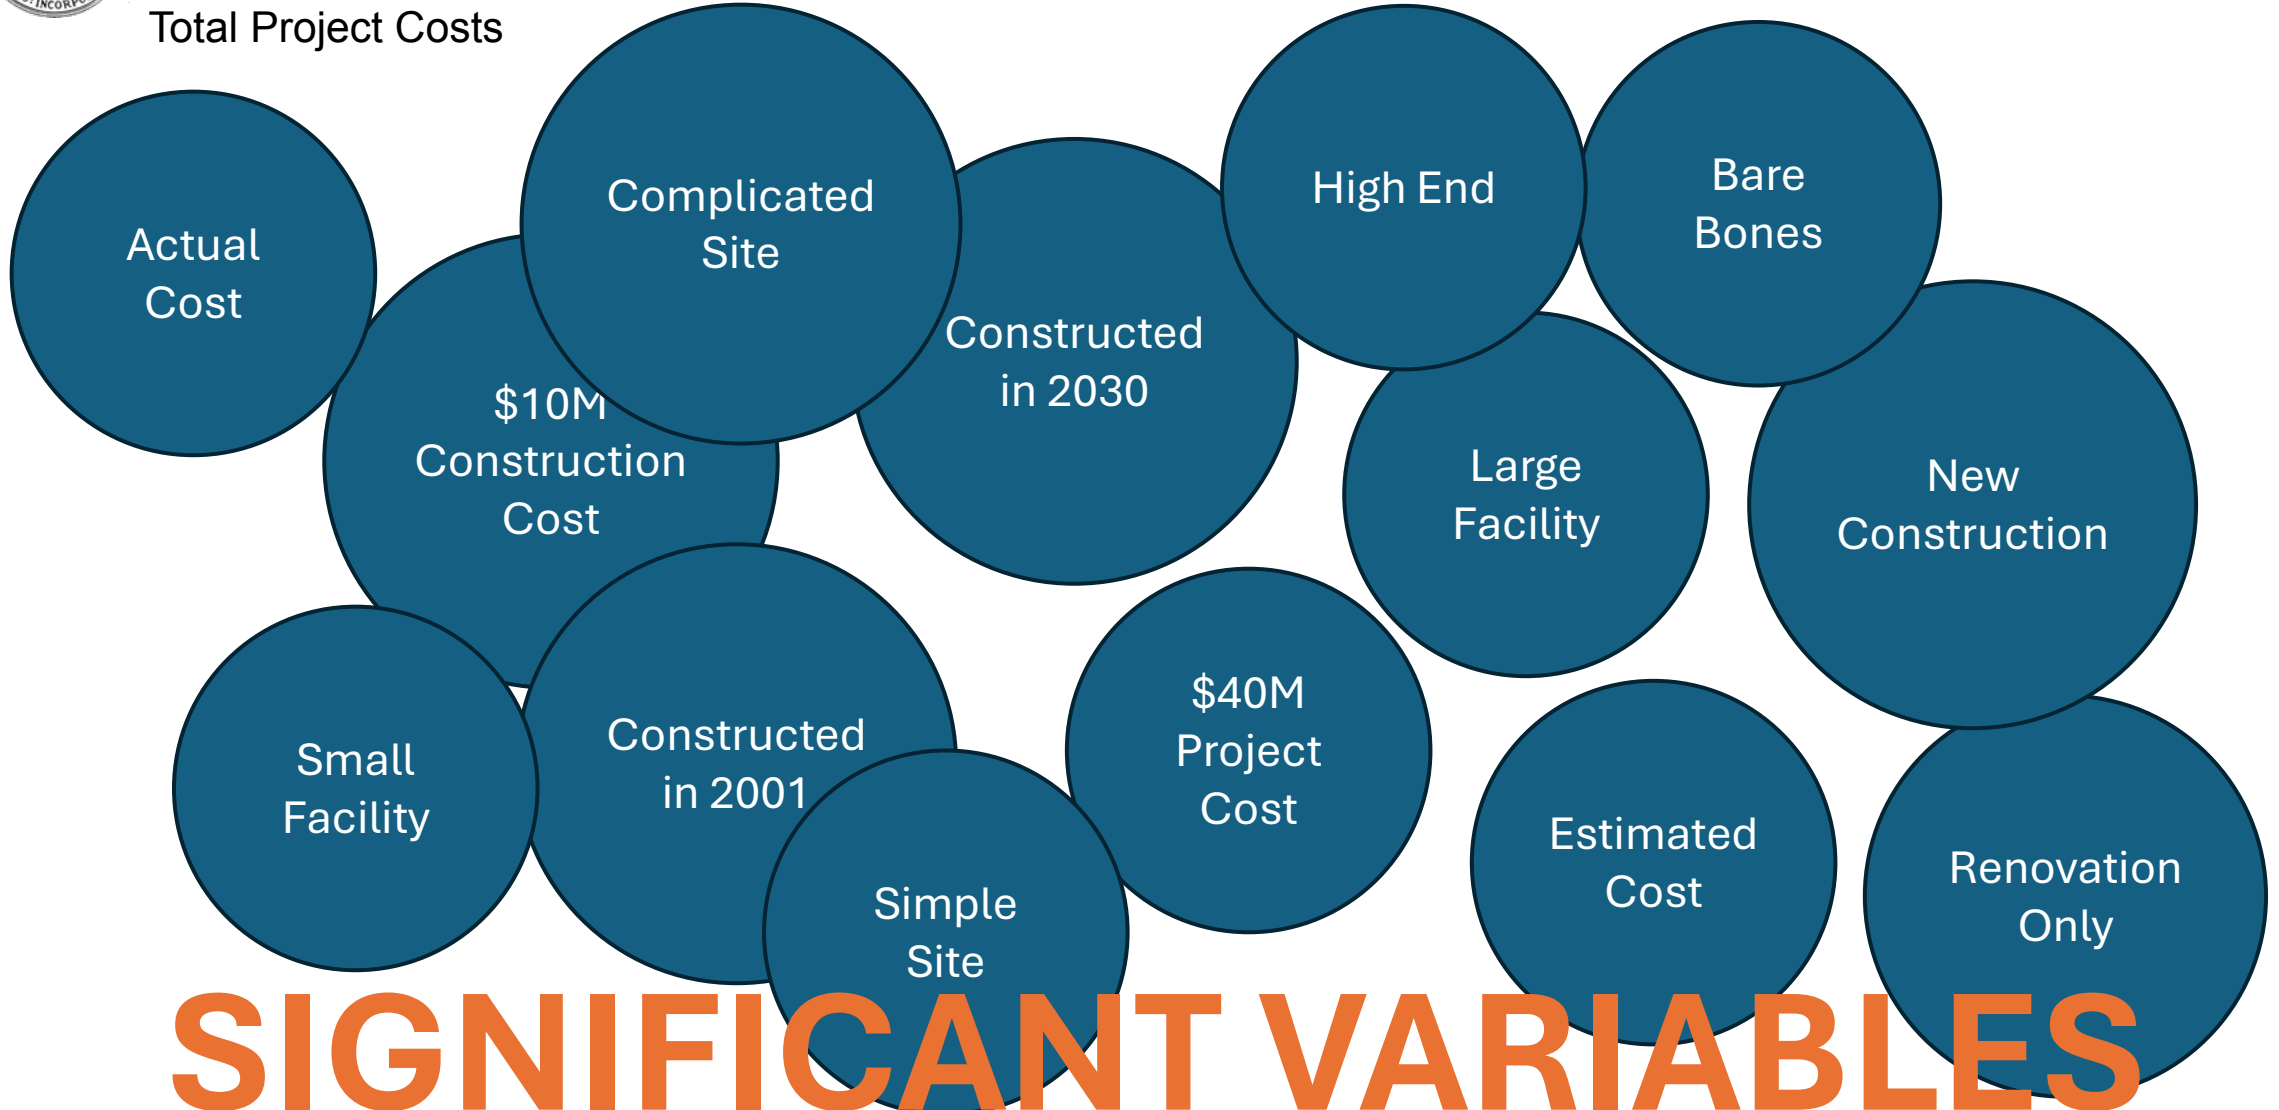 Total Project Costs
Actual
Cost
Complicated
Site
High End
Bare
Bones
Constructed
in 2030
$10M
Construction
Cost
Large
Facility
New
Construction
Small
Facility
Constructed
in 2001
$40M
Project
Cost
Simple
Site
Estimated
Cost
Renovation
Only
SIGNIFICANT VARIABLES